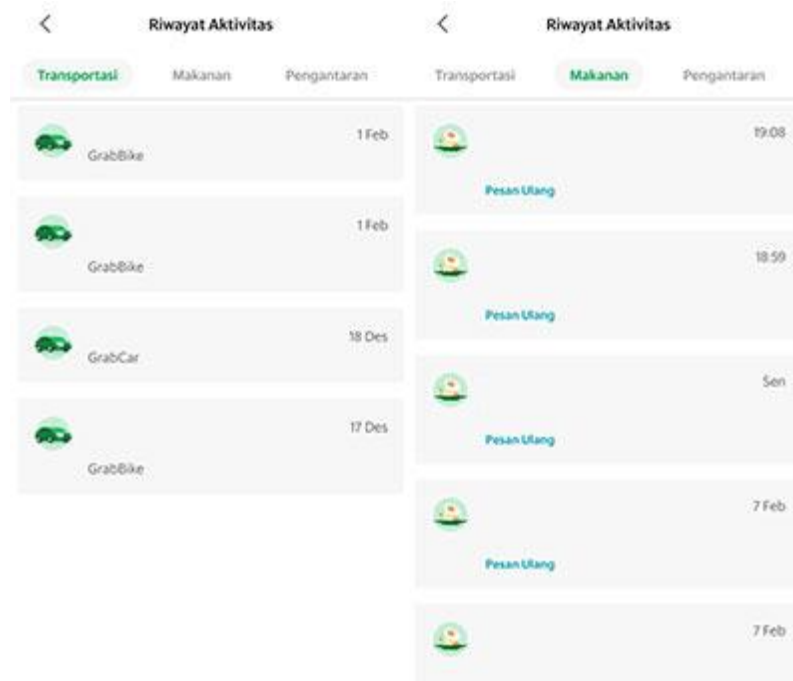 Riwayat Aktivitas
Transportasi Makanan Pengantaran
1 Feb
GrabBike
1 Feb
GrabBike
18 Des
GrabCar
17 Des
GrabBike
Riwayat Aktivitas
Transportasi Makanan Pengantaran
19:08
Pesan Ulang
18:59
Pesan Ulang
Sen
Pesan Ulang
7 Feb
Pesan Ulang
7 Feb